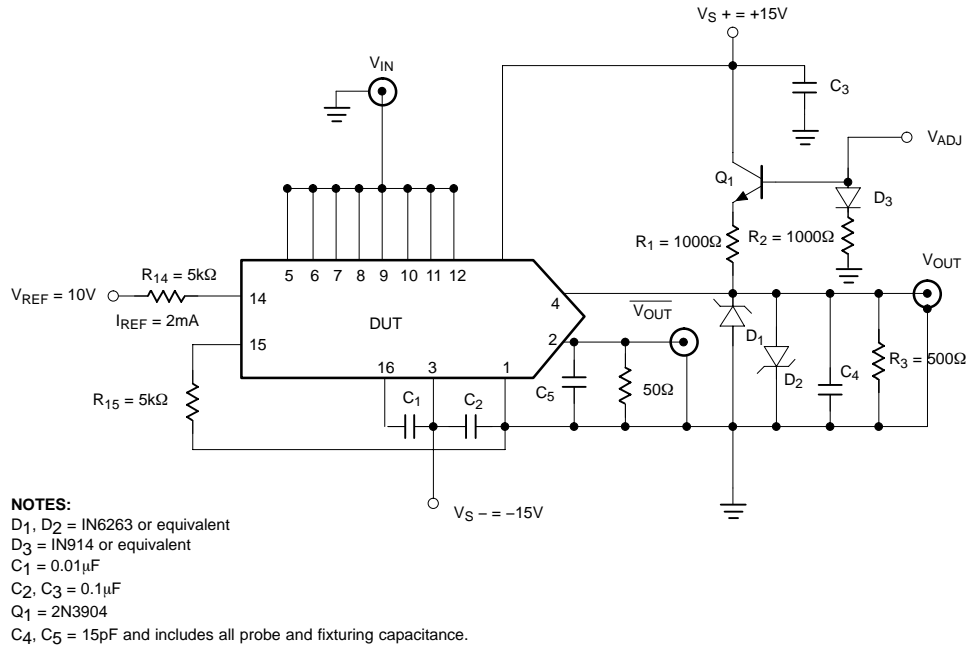 VS + = +15V
VIN
C3
VADJ
Q1
D3
R1 = 1000Ω
R2 = 1000Ω
5 6 7 8 9 10 11 12
R14 = 5kΩ
VOUT
VREF = 10V
14
4
VOUT
IREF = 2mA
DUT
D1
15
2
R3 = 500Ω
16 3 1
D2
C4
C5
50Ω
R15 = 5kΩ
C1
C2
VS – = –15V
NOTES:
D1, D2 = IN6263 or equivalent
D3 = IN914 or equivalent
C1 = 0.01µF
C2, C3 = 0.1µF
Q1 = 2N3904
C4, C5 = 15pF and includes all probe and fixturing capacitance.